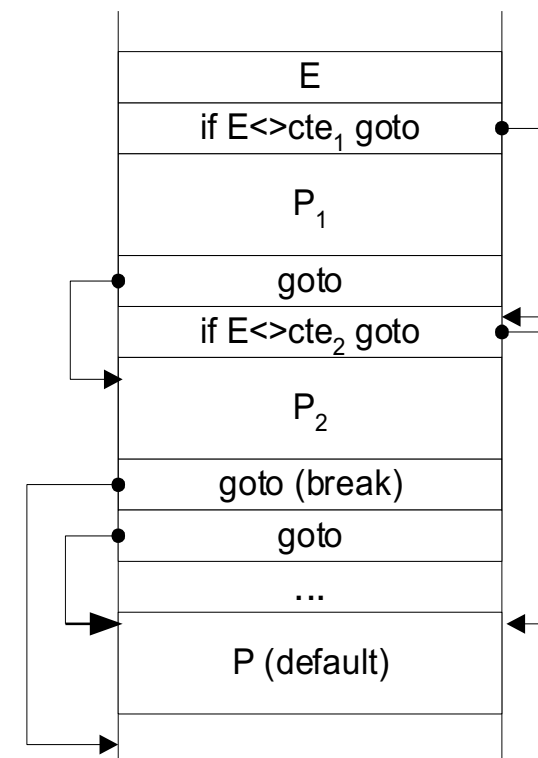 E
if E<>cte₁ goto
P₁
goto
if E<>cte₂ goto
P₂
goto (break)
goto
...
P (default)